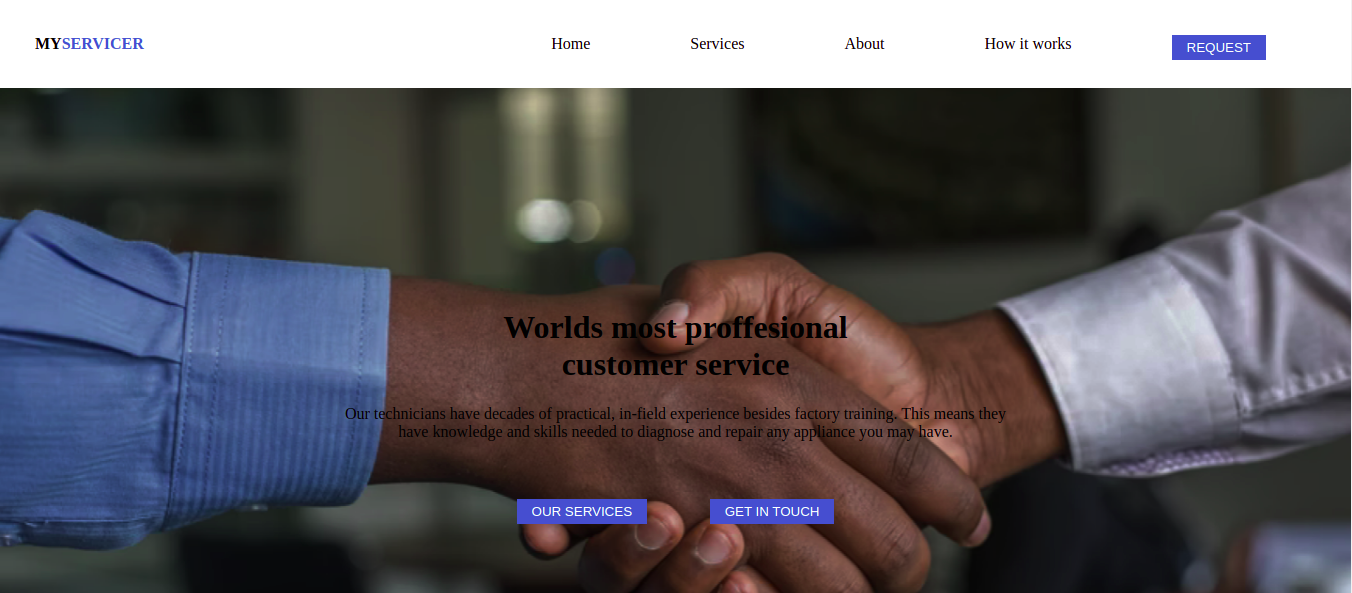 MYSERVICER
Home
Services
About
How it works
REQUEST
Worlds most proffesional
customer service
Our technicians have decades of practical, in-field experience besides factory training. This means they
have knowledge and skills needed to diagnose and repair any appliance you may have.
OUR SERVICES
GET IN TOUCH